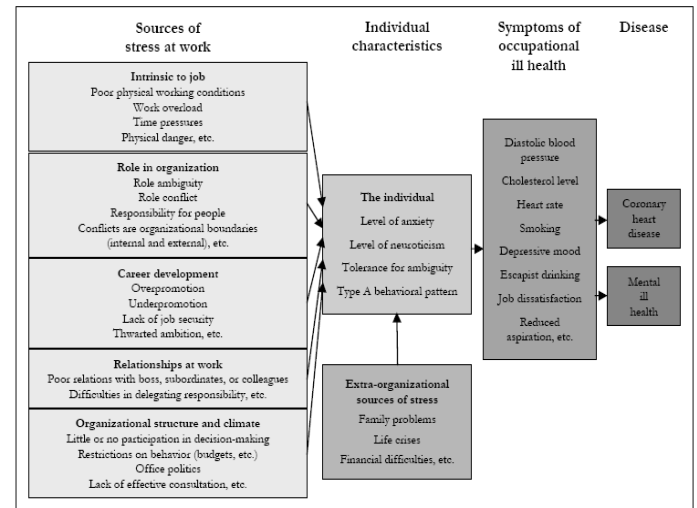 Sources of
stress at work
Individual
characteristics
Symptoms of
occupational
ill health
Disease
Intrinsic to job
Poor physical working conditions
Work overload
Time pressures
Physical danger, etc.
Role in organization
Role ambiguity
Role conflict
Responsibility for people
Conflicts are organizational boundaries
(internal and external), etc.
Career development
Overpromotion
Underpromotion
Lack of job security
Thwarted ambition, etc.
Relationships at work
Poor relations with boss, subordinates, or colleagues
Difficulties in delegating responsibility, etc.
Organizational structure and climate
Little or no participation in decision-making
Restrictions on behavior (budgets, etc.)
Office politics
Lack of effective consultation, etc.
The individual
Level of anxiety
Level of neuroticism
Tolerance for ambiguity
Type A behavioral pattern
Extra-organizational
sources of stress
Family problems
Life crises
Financial difficulties, etc.
Diastolic blood
pressure
Cholesterol level
Heart rate
Smoking
Depressive mood
Escapist drinking
Job dissatisfaction
Reduced
aspiration, etc.
Coronary
heart
disease
Mental
ill
health